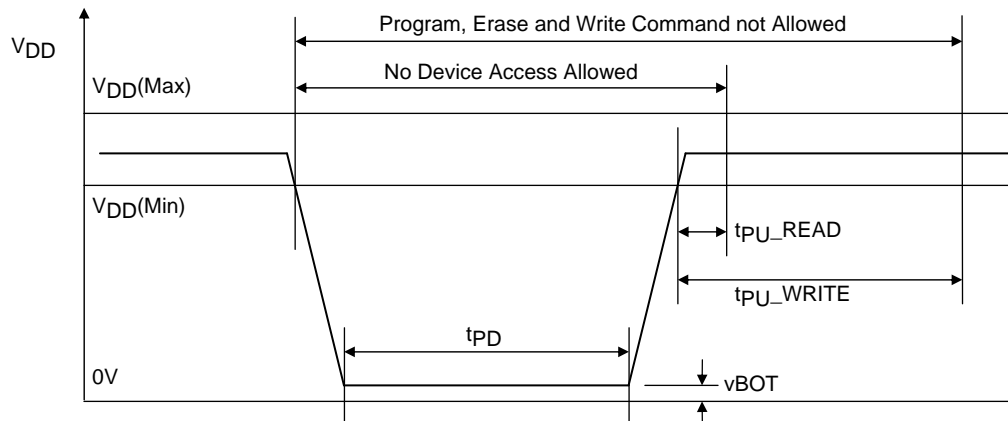 Program, Erase and Write Command not Allowed
VDD
No Device Access Allowed
VDD(Max)
VDD(Min)
tPU_READ
tPU_WRITE
tPD
0V
vBOT